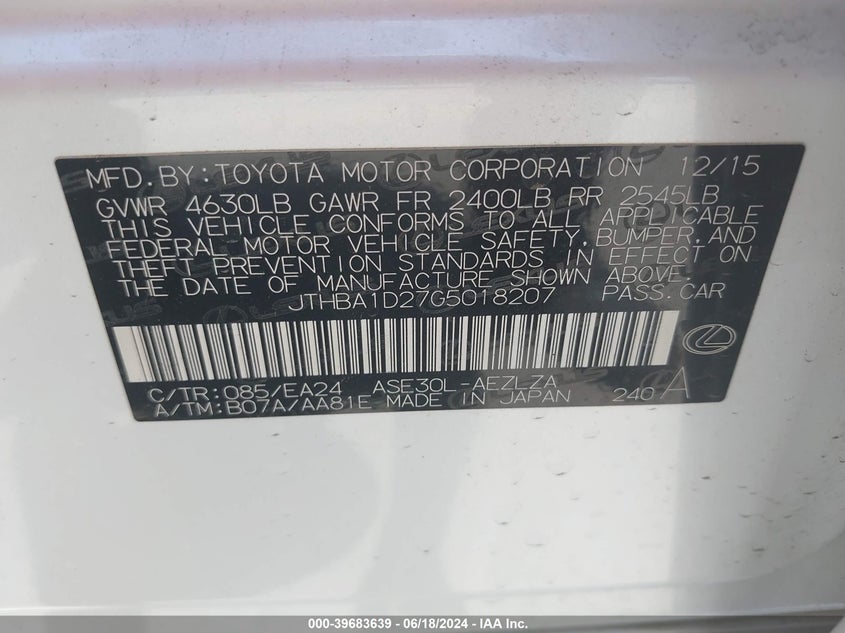 MFD.BY:TOYOTA MOTOR CORPORATION 12/15
GVWR 4630LB GAWR FR 2400LB RR 2545LB
THIS VEHICLE CONFORMS TO ALL APPLICABLE
FEDERAL MOTOR VEHICLE SAFETY,BUMPER,AND
THEFT PREVENTION STANDARDS IN EFFECT ON
THE DATE OF MANUFACTURE SHOWN ABOVE.
JTHBA1D27G5018207 PASS.CAR
C/TR:085/EA24 ASE30L-AEZLZA
A/TM:B07A/AA81E MADE IN JAPAN 240 A
000-39683639 - 06/18/2024 - IAA Inc.